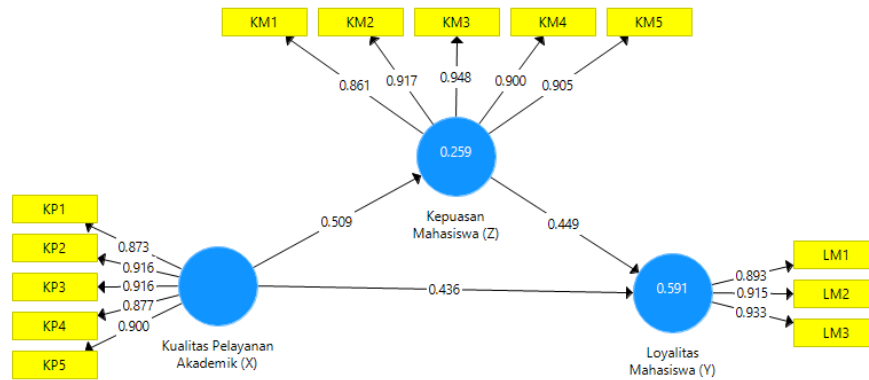 KM1 KM2 KM3 KM4 KM5
0.861 0.917 0.948 0.900 0.905
0.259
Kepuasan
Mahasiswa (Z)
KP1
KP2
KP3
KP4
KP5
0.873
0.916
0.916
0.877
0.900
Kualitas Pelayanan
Akademik (X)
0.509
0.449
0.436
0.591
Loyalitas
Mahasiswa (Y)
0.893
0.915
0.933
LM1
LM2
LM3